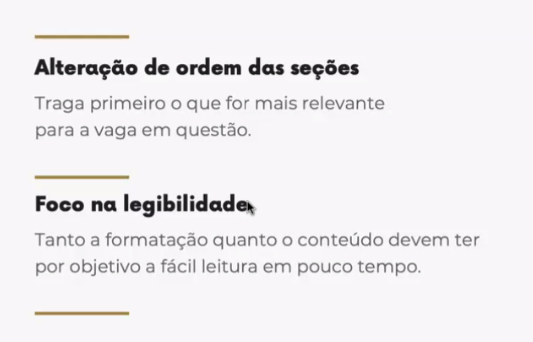 Alteração de ordem das seções
Traga primeiro o que for mais relevante
para a vaga em questão.
Foco na legibilidade
Tanto a formatação quanto o conteúdo devem ter
por objetivo a fácil leitura em pouco tempo.